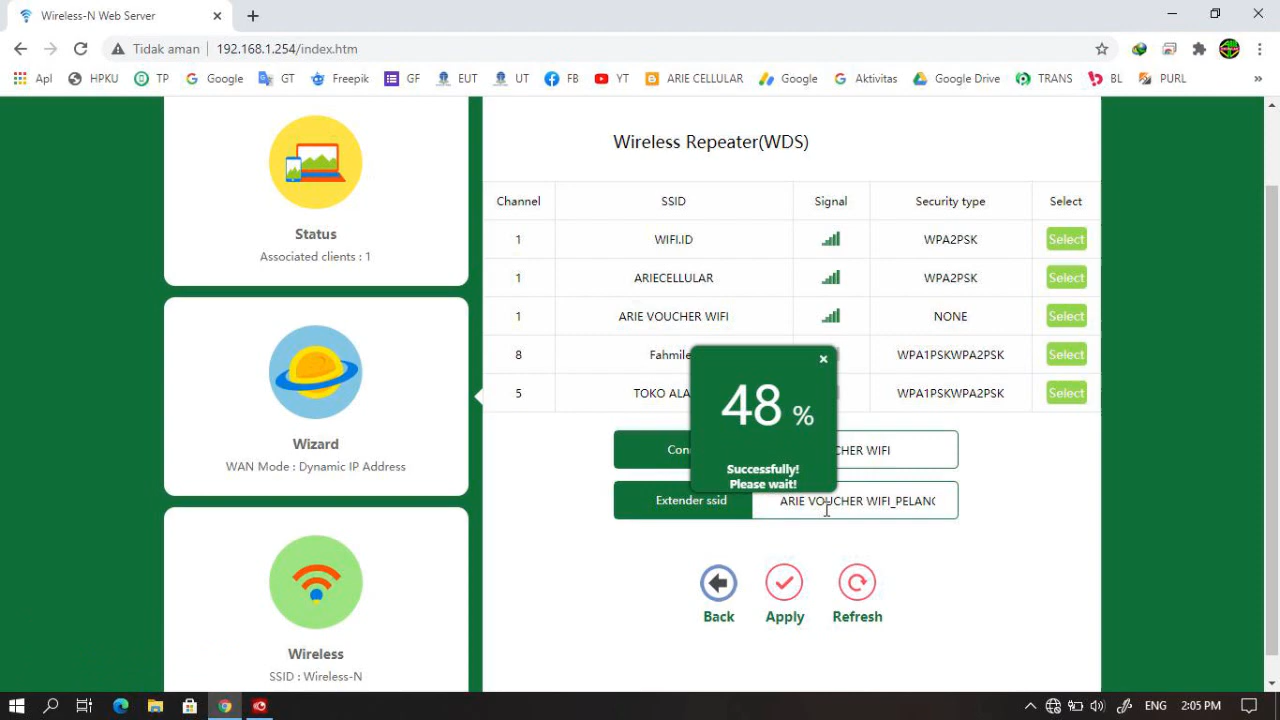 Wireless-N Web Server
Tidak aman
192.168.1.254/index.htm
Apl
HPKU
TP
Google
GT
Freepik
GF
EUT
UT
FB
YT
ARIE CELLULAR
Google
Aktivitas
Google Drive
TRANS
BL
PURL
»
Status
Associated clients : 1
Wizard
WAN Mode : Dynamic IP Address
Wireless
SSID : Wireless-N
Wireless Repeater(WDS)
Channel SSID Signal Security type Select
1 WIFI.ID WPA2PSK Select
1 ARIECELLULAR WPA2PSK Select
1 ARIE VOUCHER WIFI NONE Select
8 Fahmile WPA1PSKWPA2PSK Select
5 TOKO ALA WPA1PSKWPA2PSK Select
48 %
Successfully!
Please wait!
CHER WIFI
Extender ssid ARIE VOUCHER WIFI_PELANG
Back
Apply
Refresh
ENG
2:05 PM